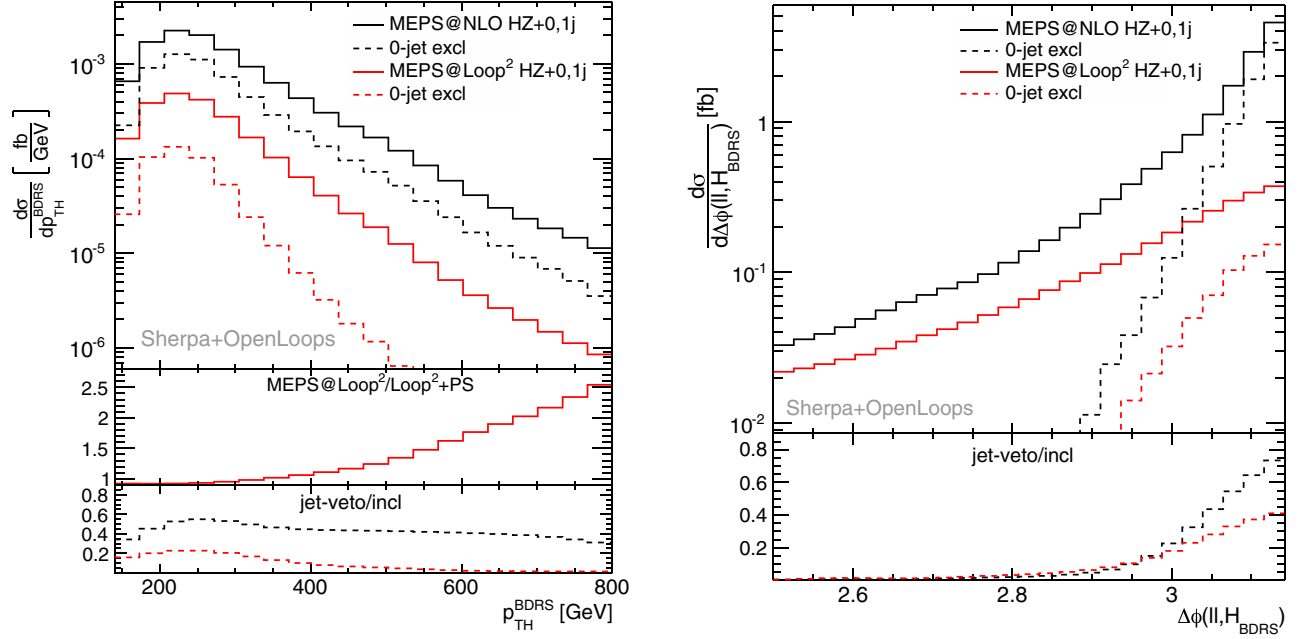 MEPS@NLO HZ+0,1j
0-jet excl
MEPS@Loop² HZ+0,1j
0-jet excl
10⁻³
10⁻⁴
10⁻⁵
10⁻⁶
dσ
dp_TH^BDRS
[ fb
GeV ]
Sherpa+OpenLoops
MEPS@Loop²/Loop²+PS
2.5
2
1.5
1
jet-veto/incl
0.8
0.6
0.4
0.2
200
400
600
800
p_TH^BDRS [GeV]
MEPS@NLO HZ+0,1j
0-jet excl
MEPS@Loop² HZ+0,1j
0-jet excl
1
10⁻¹
10⁻²
dσ
dΔϕ(ll,H_BDRS)
[fb]
Sherpa+OpenLoops
jet-veto/incl
0.8
0.6
0.4
0.2
2.6
2.8
3
Δϕ(ll,H_BDRS)